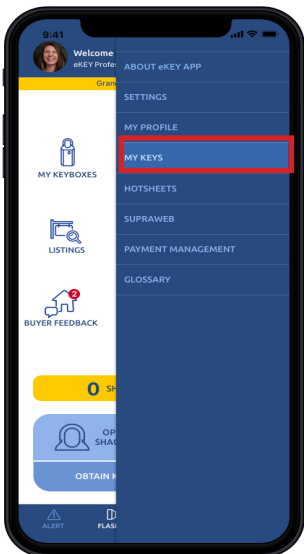 9:41
Welcome
eKEY Profes
Gran
MY KEYBOXES
LISTINGS
2
BUYER FEEDBACK
0 SH
OP
SHAC
OBTAIN K
ALERT
FLAS
ABOUT eKEY APP
SETTINGS
MY PROFILE
MY KEYS
HOTSHEETS
SUPRAWEB
PAYMENT MANAGEMENT
GLOSSARY